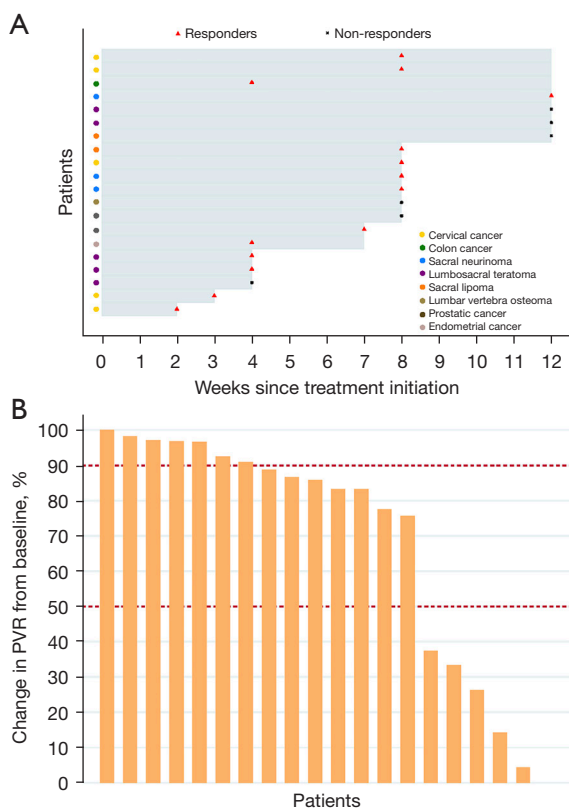 A
Responders
Non-responders
Patients
Cervical cancer
Colon cancer
Sacral neurinoma
Lumbosacral teratoma
Sacral lipoma
Lumbar vertebra osteoma
Prostatic cancer
Endometrial cancer
0 1 2 3 4 5 6 7 8 9 10 11 12
Weeks since treatment initiation
B
Change in PVR from baseline, %
100
90
80
70
60
50
40
30
20
10
0
Patients